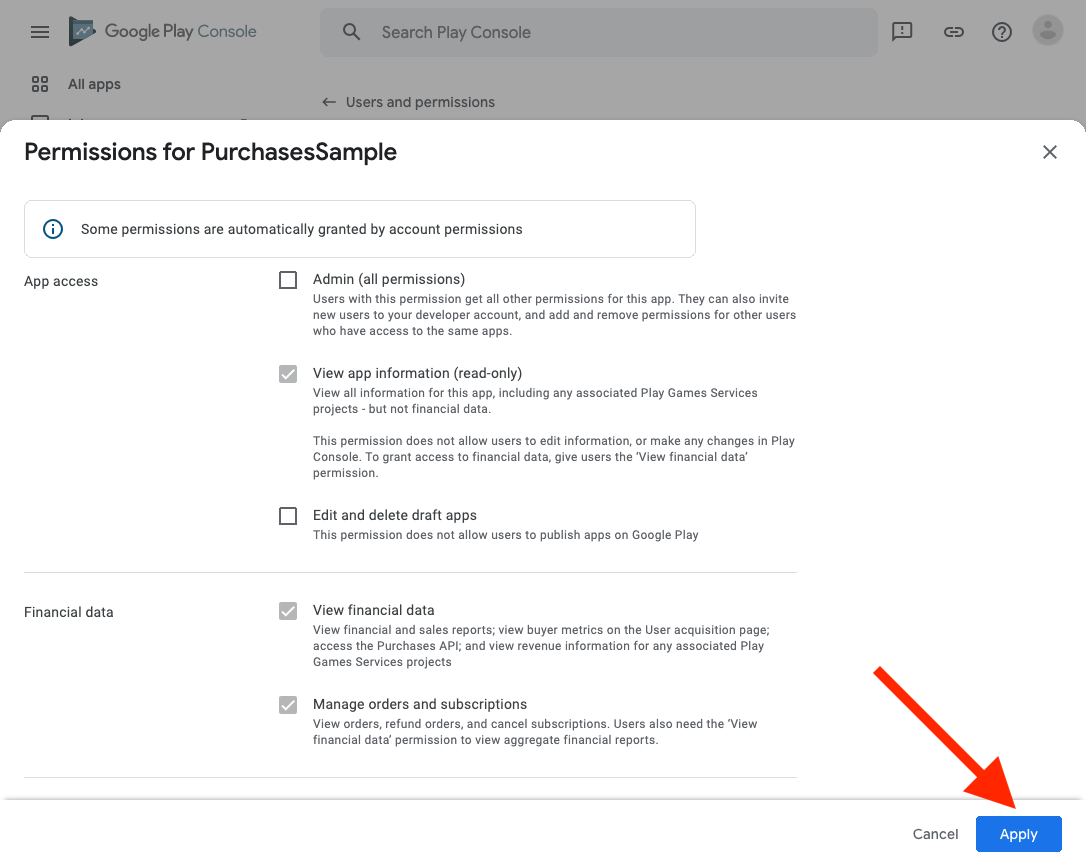 Google Play Console
Search Play Console
All apps
Users and permissions
Permissions for PurchasesSample
Some permissions are automatically granted by account permissions
App access
Admin (all permissions)
Users with this permission get all other permissions for this app. They can also invite
new users to your developer account, and add and remove permissions for other users
who have access to the same apps.
View app information (read-only)
View all information for this app, including any associated Play Games Services
projects - but not financial data.
This permission does not allow users to edit information, or make any changes in Play
Console. To grant access to financial data, give users the ‘View financial data’
permission.
Edit and delete draft apps
This permission does not allow users to publish apps on Google Play
Financial data
View financial data
View financial and sales reports; view buyer metrics on the User acquisition page;
access the Purchases API; and view revenue information for any associated Play
Games Services projects
Manage orders and subscriptions
View orders, refund orders, and cancel subscriptions. Users also need the ‘View
financial data’ permission to view aggregate financial reports.
Cancel
Apply